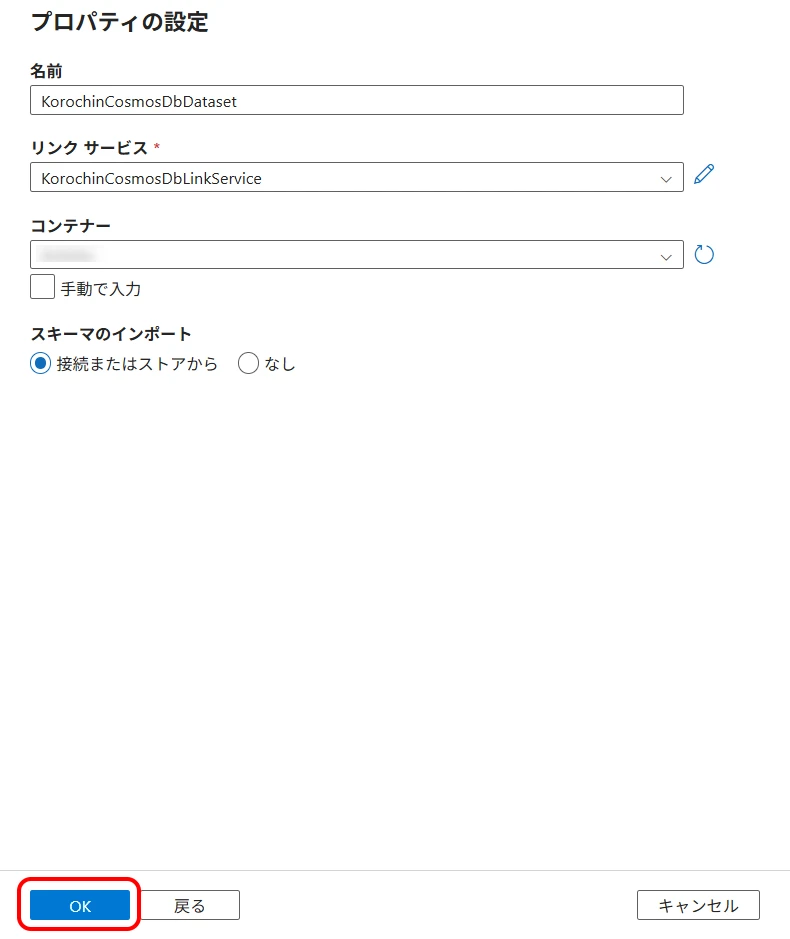 プロパティの設定
名前
KorochinCosmosDbDataset
リンク サービス *
KorochinCosmosDbLinkService
コンテナー
手動で入力
スキーマのインポート
接続またはストアから なし
OK 戻る キャンセル